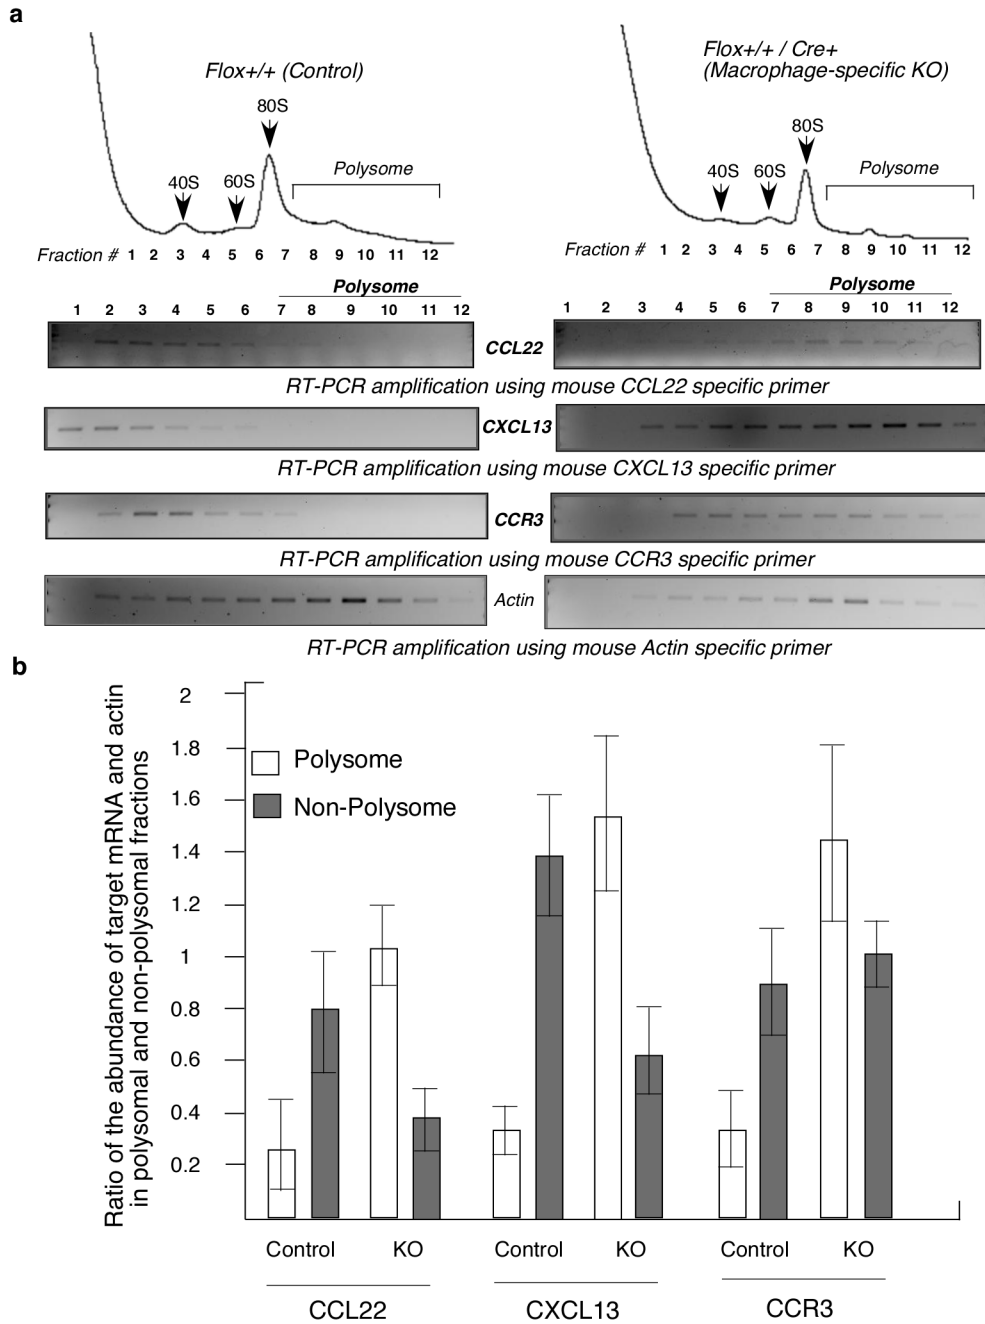 a
Flox+/+ (Control)
Flox+/+ / Cre+
(Macrophage-specific KO)
80S
40S
60S
Polysome
80S
40S
60S
Polysome
Fraction # 1 2 3 4 5 6 7 8 9 10 11 12
Fraction # 1 2 3 4 5 6 7 8 9 11 12
Polysome
1 2 3 4 5 6 7 8 9 10 11 12
Polysome
1 2 3 4 5 6 7 8 9 10 11 12
CCL22
RT-PCR amplification using mouse CCL22 specific primer
CXCL13
RT-PCR amplification using mouse CXCL13 specific primer
CCR3
RT-PCR amplification using mouse CCR3 specific primer
Actin
RT-PCR amplification using mouse Actin specific primer
b
Ratio of the abundance of target mRNA and actin
in polysomal and non-polysomal fractions
2
1.8
1.6
1.4
1.2
1
0.8
0.6
0.4
0.2
Polysome
Non-Polysome
Control KO Control KO Control KO
CCL22 CXCL13 CCR3